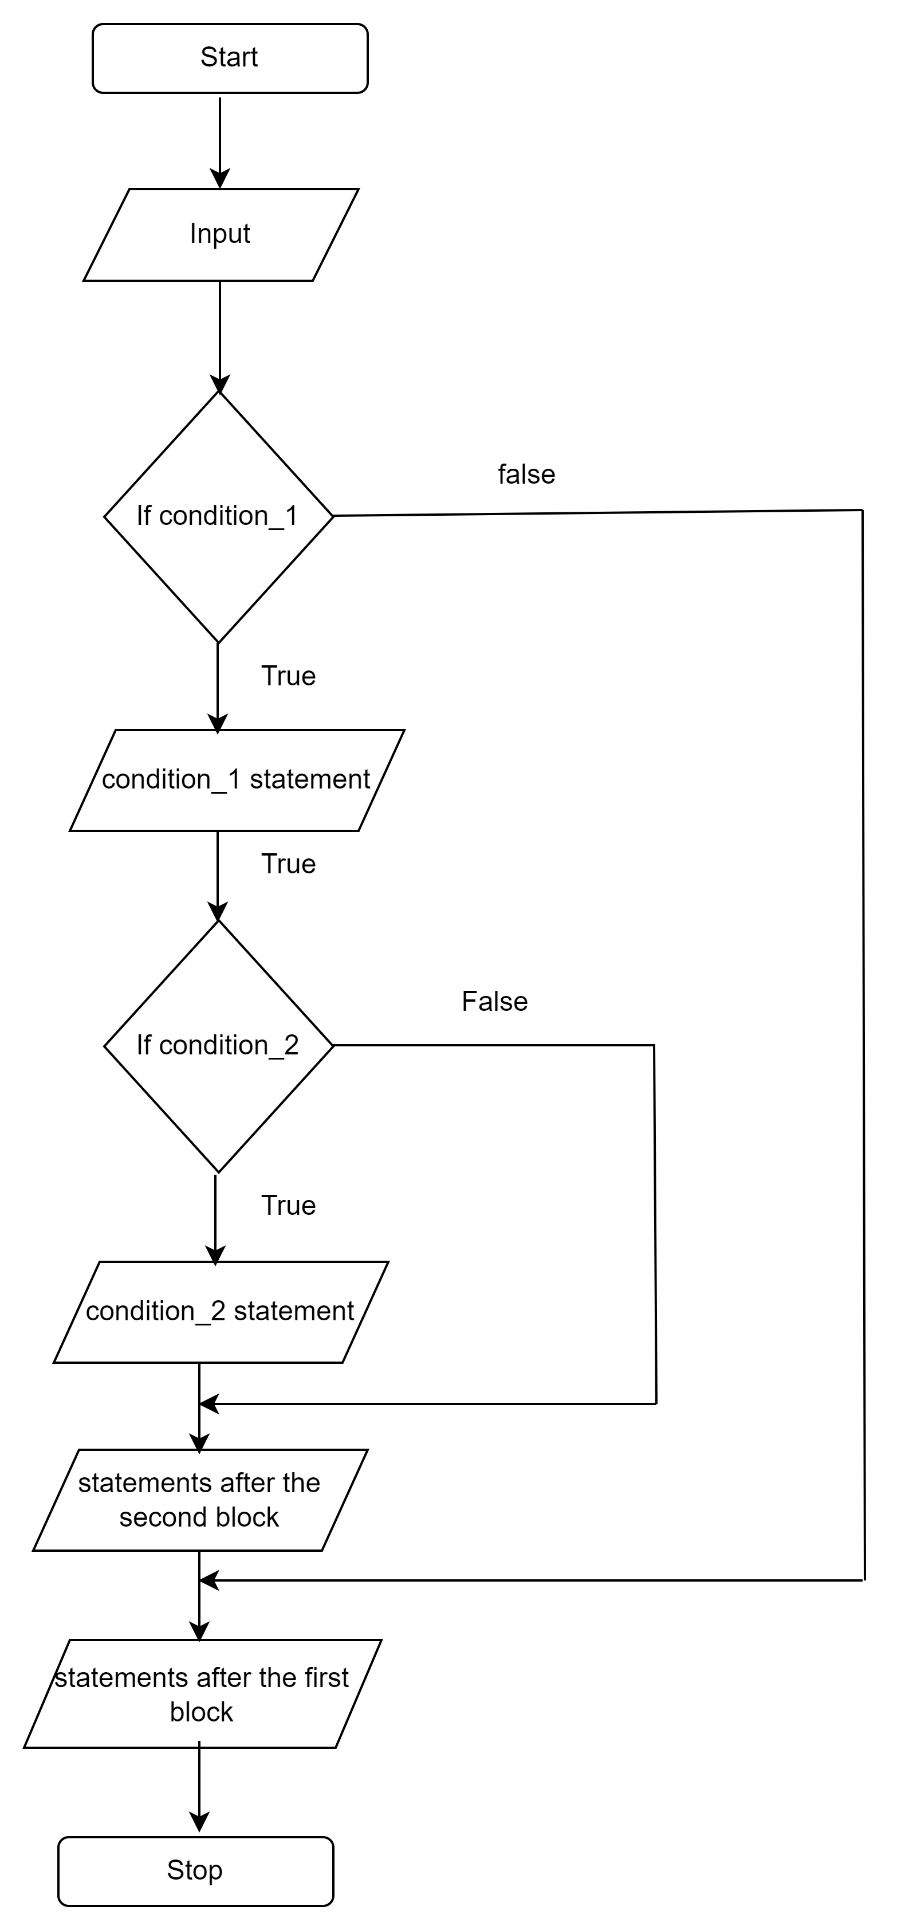 Start
Input
false
If condition_1
True
condition_1 statement
True
False
If condition_2
True
condition_2 statement
statements after the
second block
statements after the first
block
Stop